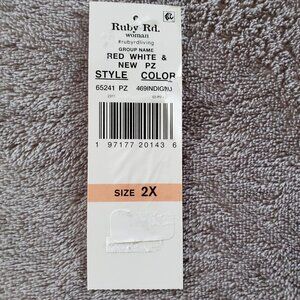 Ruby Rd.
woman
#rubyrdliving
GROUP NAME
RED WHITE &
NEW PZ
STYLE COLOR
65241 PZ
1 97177 20143 6
SIZE 2X